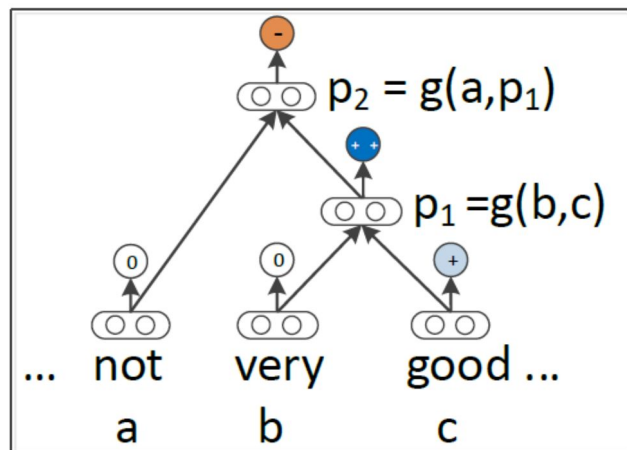 -
p₂ = g(a,p₁)
+ +
p₁ =g(b,c)
0 0 +
... not very good ...
a b c